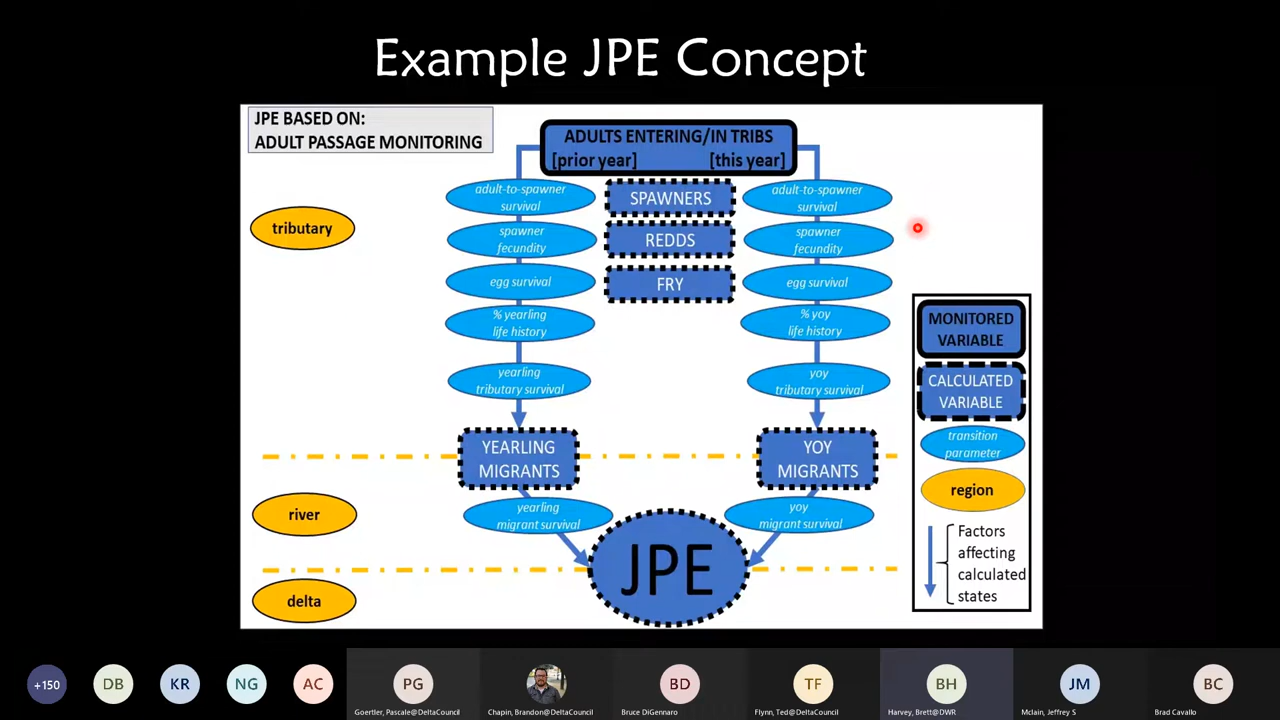 Example JPE Concept
JPE BASED ON:
ADULT PASSAGE MONITORING
ADULTS ENTERING/IN TRIBS
[prior year] [this year]
adult-to-spawner
survival
SPAWNERS
adult-to-spawner
survival
tributary
spawner
fecundity
REDDS
spawner
fecundity
egg survival
FRY
egg survival
% yearling
life history
% yoy
life history
yearling
tributary survival
yoy
tributary survival
YEARLING
MIGRANTS
YOY
MIGRANTS
river
yearling
migrant survival
yoy
migrant survival
JPE
delta
MONITORED
VARIABLE
CALCULATED
VARIABLE
transition
parameter
region
Factors
affecting
calculated
states
+150
DB
KR
NG
AC
PG
BD
TF
BH
JM
BC
Goertler, Pascale@DeltaCouncil
Chapin, Brandon@DeltaCouncil
Bruce DiGennaro
Flynn, Ted@DeltaCouncil
Harvey, Brett@DWR
Mclain, Jeffrey S
Brad Cavallo